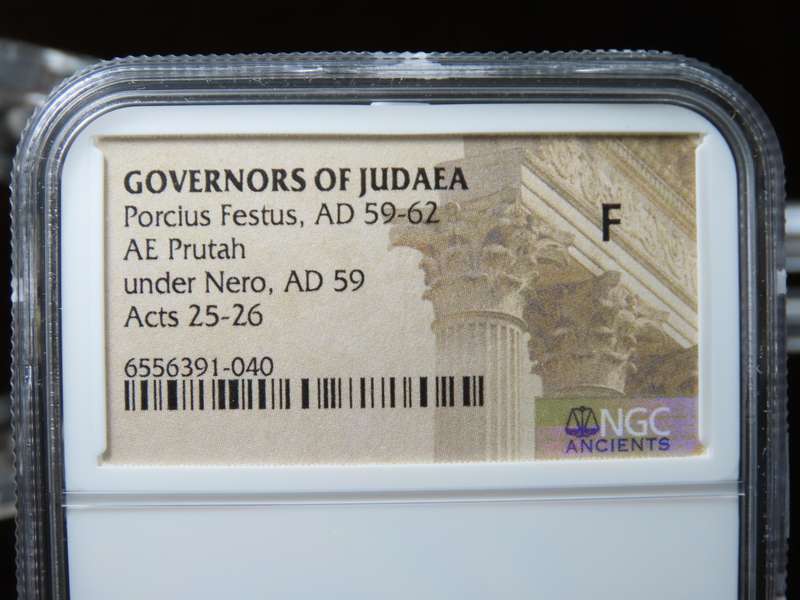 GOVERNORS OF JUDAEA
Porcius Festus, AD 59-62
AE Prutah
under Nero, AD 59
Acts 25-26
F
6556391-040
NGC
ANCIENTS